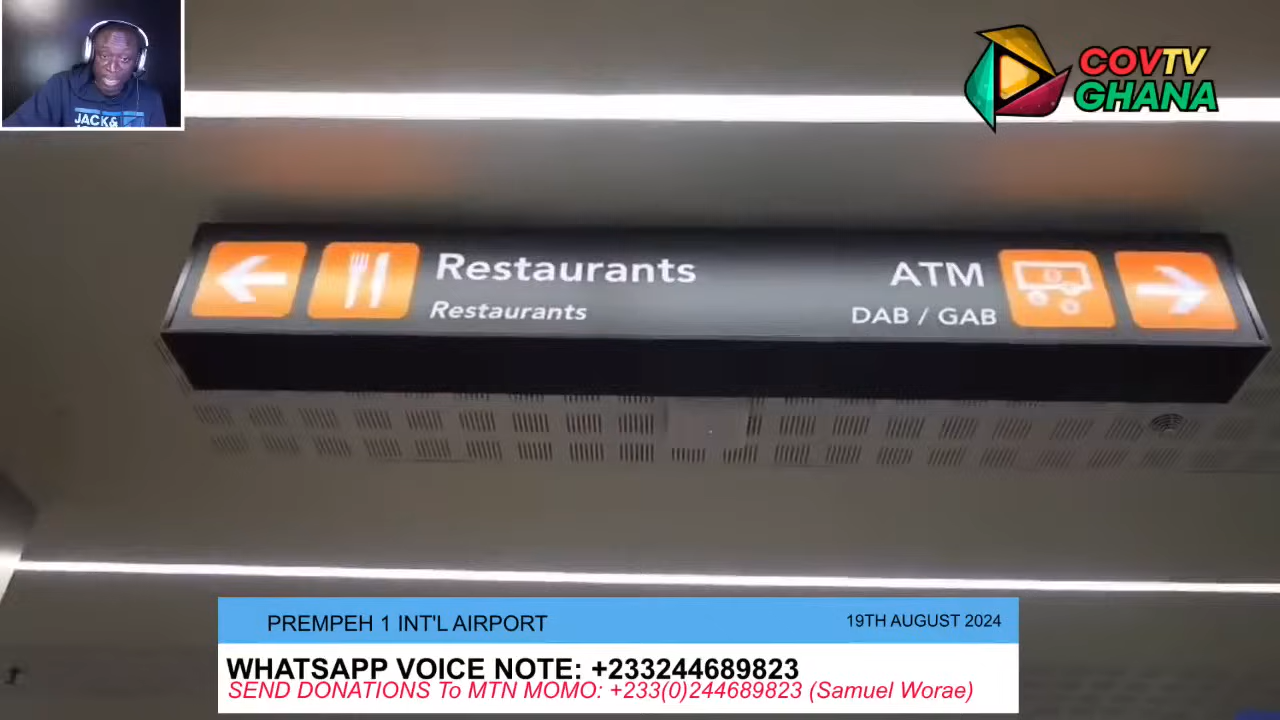 JACK&
COVTV
GHANA
Restaurants
Restaurants
ATM
DAB / GAB
PREMPEH 1 INT'L AIRPORT
19TH AUGUST 2024
WHATSAPP VOICE NOTE: +233244689823
SEND DONATIONS To MTN MOMO: +233(0)244689823 (Samuel Worae)